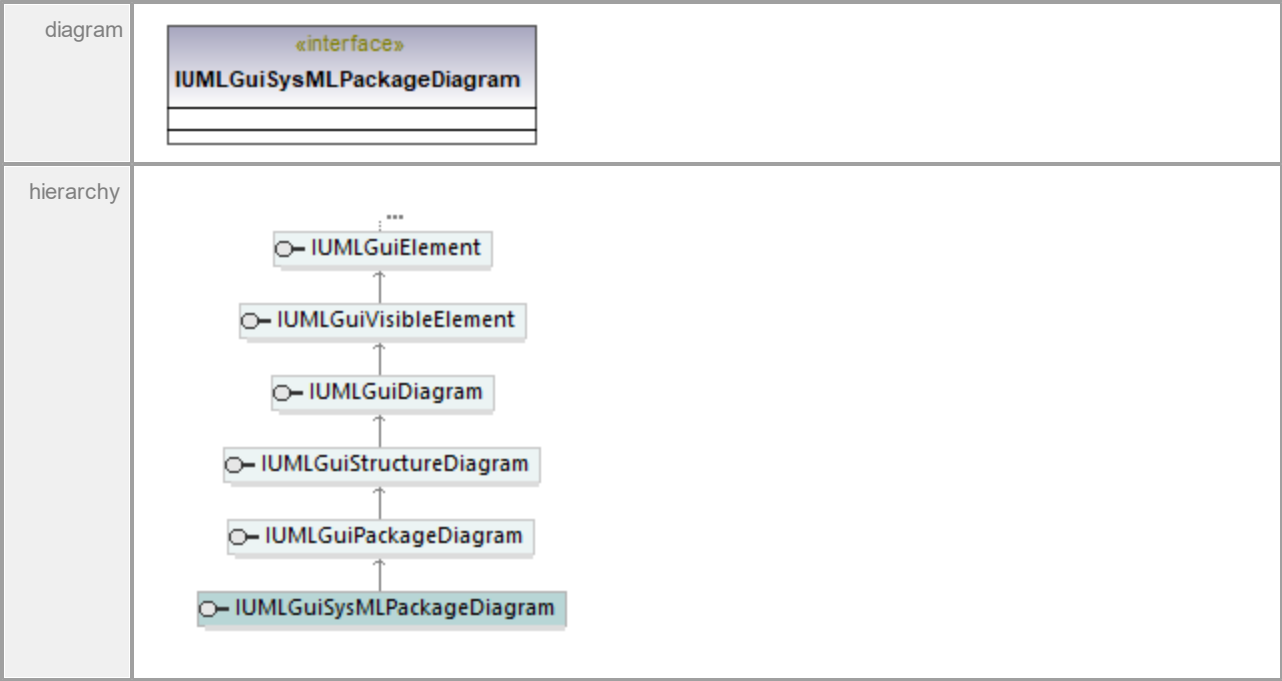 diagram
«interface»
IUMLGuiSysMLPackageDiagram
hierarchy
...
IUMLGuiElement
IUMLGuiVisibleElement
IUMLGuiDiagram
IUMLGuiStructureDiagram
IUMLGuiPackageDiagram
IUMLGuiSysMLPackageDiagram